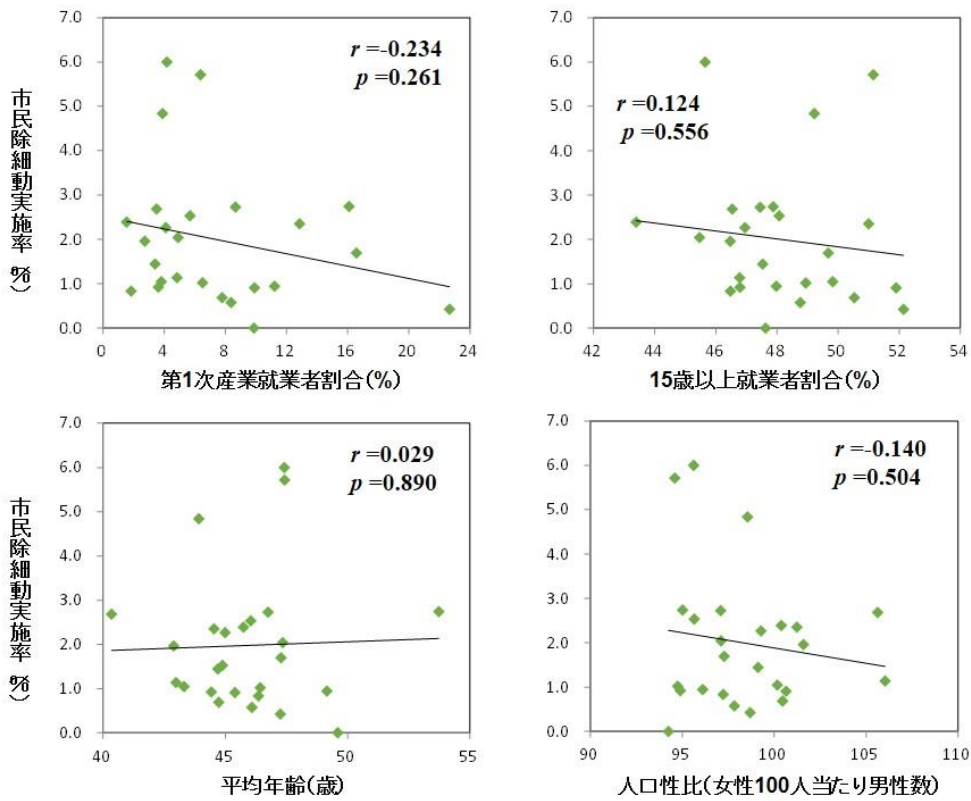 市民除細動実施率(%)
7.0
6.0
5.0
4.0
3.0
2.0
1.0
0.0
r =-0.234
p =0.261
0 4 8 12 16 20 24
第1次産業就業者割合(%)
7.0
6.0
5.0
4.0
3.0
2.0
1.0
0.0
r =0.124
p =0.556
42 44 46 48 50 52 54
15歳以上就業者割合(%)
市民除細動実施率(%)
7.0
6.0
5.0
4.0
3.0
2.0
1.0
0.0
r =0.029
p =0.890
40 45 50 55
平均年齢(歳)
7.0
6.0
5.0
4.0
3.0
2.0
1.0
0.0
r=-0.140
p =0.504
90 95 100 105 110
人口性比(女性100人当たり男性数)